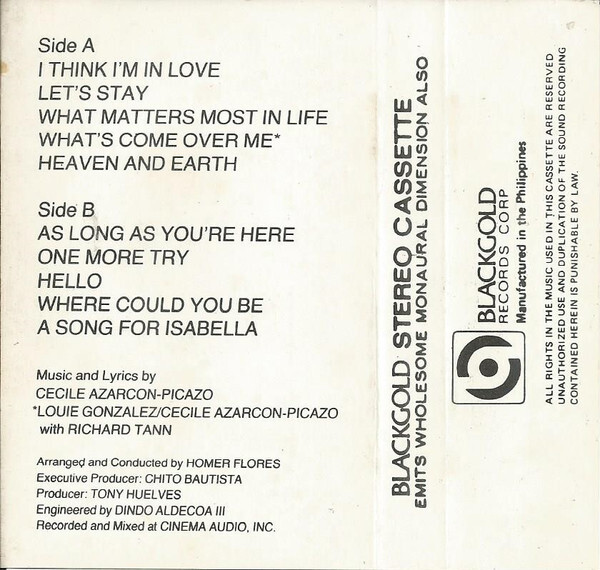 Side A
I THINK I'M IN LOVE
LET'S STAY
WHAT MATTERS MOST IN LIFE
WHAT'S COME OVER ME*
HEAVEN AND EARTH
Side B
AS LONG AS YOU'RE HERE
ONE MORE TRY
HELLO
WHERE COULD YOU BE
A SONG FOR ISABELLA
Music and Lyrics by
CECILE AZARCON-PICAZO
*LOUIE GONZALEZ/CECILE AZARCON-PICAZO
with RICHARD TANN
Arranged and Conducted by HOMER FLORES
Executive Producer: CHITO BAUTISTA
Producer: TONY HUELVES
Engineered by DINDO ALDECOA III
Recorded and Mixed at CINEMA AUDIO, INC.
BLACKGOLD STEREO CASSETTE
EMITS WHOLESOME MONAURAL DIMENSION ALSO
BLACKGOLD
RECORDS CORP
Manufactured in the Philippines
ALL RIGHTS IN THE MUSIC USED IN THIS CASSETTE ARE RESERVED
UNAUTHORIZED USE AND DUPLICATION OF THE SOUND RECORDING
CONTAINED HEREIN IS PUNISHABLE BY LAW.